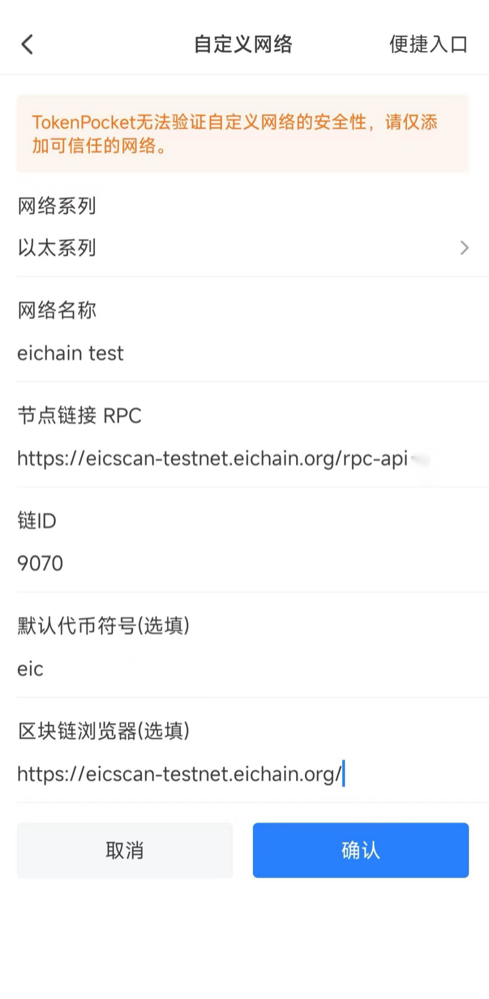 自定义网络
便捷入口
TokenPocket无法验证自定义网络的安全性，请仅添
加可信任的网络。
网络系列
以太系列
网络名称
eichain test
节点链接 RPC
https://eicscan-testnet.eichain.org/rpc-api
链ID
9070
默认代币符号(选填)
eic
区块链浏览器(选填)
https://eicscan-testnet.eichain.org/
取消
确认